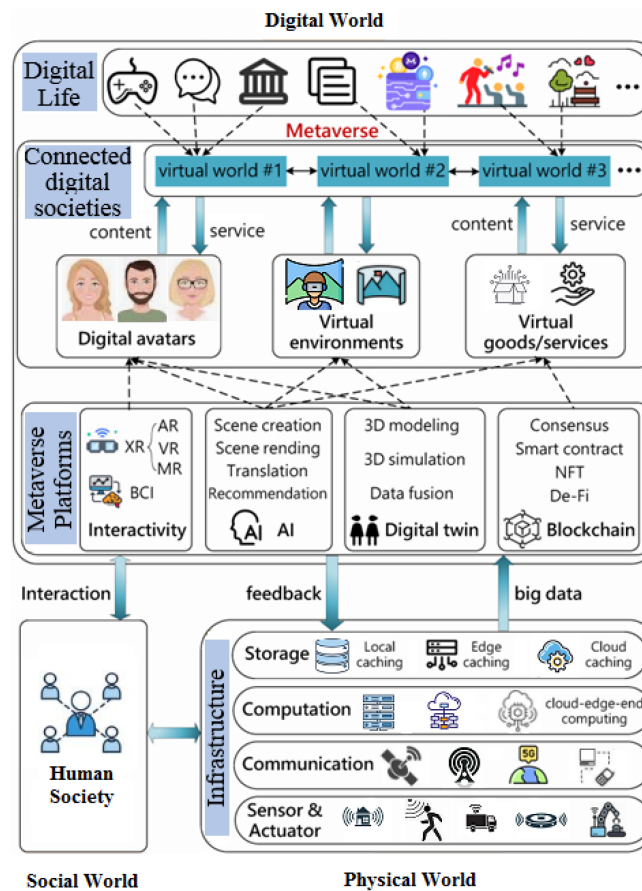 Digital World
Digital
Life
Metaverse
Connected
digital
societies
virtual world #1
virtual world #2
virtual world #3
content
service
content
service
Digital avatars
Virtual
environments
Virtual
goods/services
Metaverse
Platforms
XR
AR
VR
MR
BCI
Interactivity
Scene creation
Scene rending
Translation
Recommendation
AI
AI
3D modeling
3D simulation
Data fusion
Digital twin
Consensus
Smart contract
NFT
De-Fi
Blockchain
Interaction
feedback
big data
Human
Society
Infrastructure
Storage
Local
caching
Edge
caching
Cloud
caching
Computation
cloud-edge-end
computing
Communication
5G
Sensor &
Actuator
Social World
Physical World